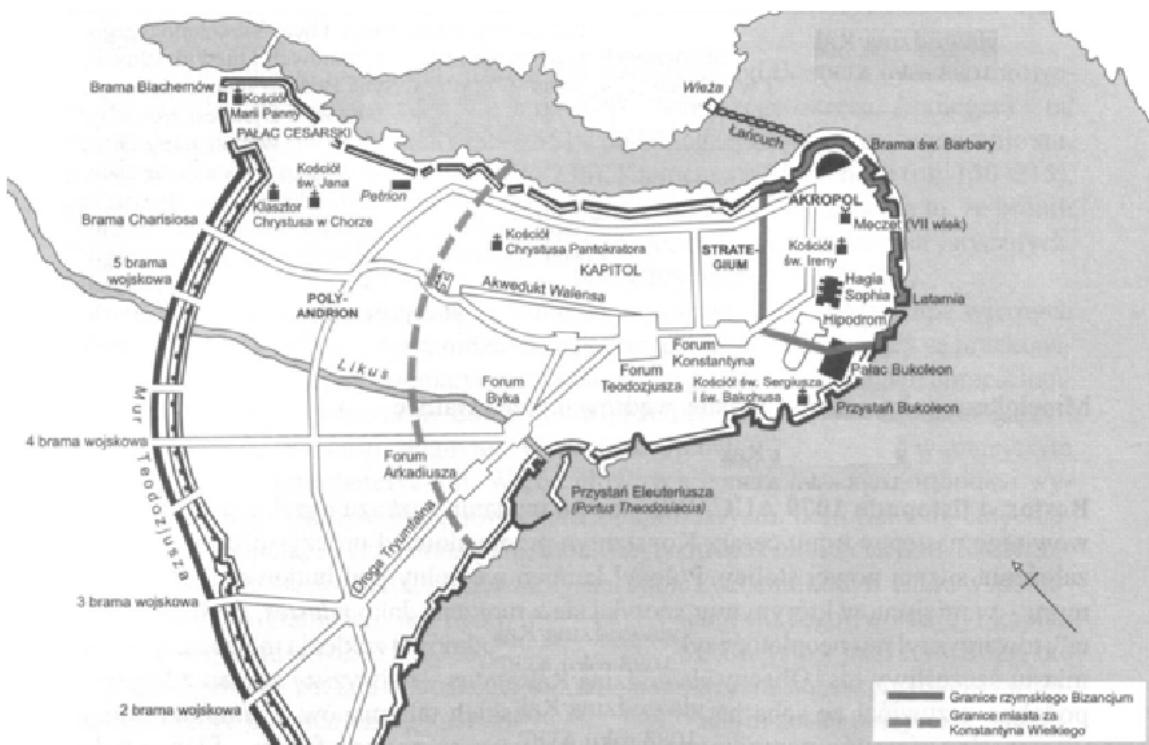 Brama Blachernów
Kościół
Marii Panny
PAŁAC CESARSKI
Kościół
św. Jana
Klasztor
Chrystusa w Chorze
Petrion
Brama Charisiosa
5 brama
wojskowa
POLY-
ANDRION
Likus
4 brama wojskowa
Mur Teodozjusza
3 brama wojskowa
2 brama wojskowa
Wieża
Łańcuch
Brama św. Barbary
AKROPOL
Meczet (VII wiek)
Kościół
św. Ireny
Hagia
Sophia
Latarnia
Hipodrom
STRATE-
GIUM
Kościół
Chrystusa Pantokratora
KAPITOL
Akwedukt Walensa
Forum
Konstantyna
Forum
Teodozjusza
Pałac Bukoleon
Kościół św. Sergiusza
i św. Bakchusa
Przystań Bukoleon
Forum
Byka
Forum
Arkadiusza
Droga Tryumfalna
Przystań Eleuteriusza
(Portus Theodosiacus)
Granice rzymskiego Bizancjum
Granice miasta za
Konstantyna Wielkiego